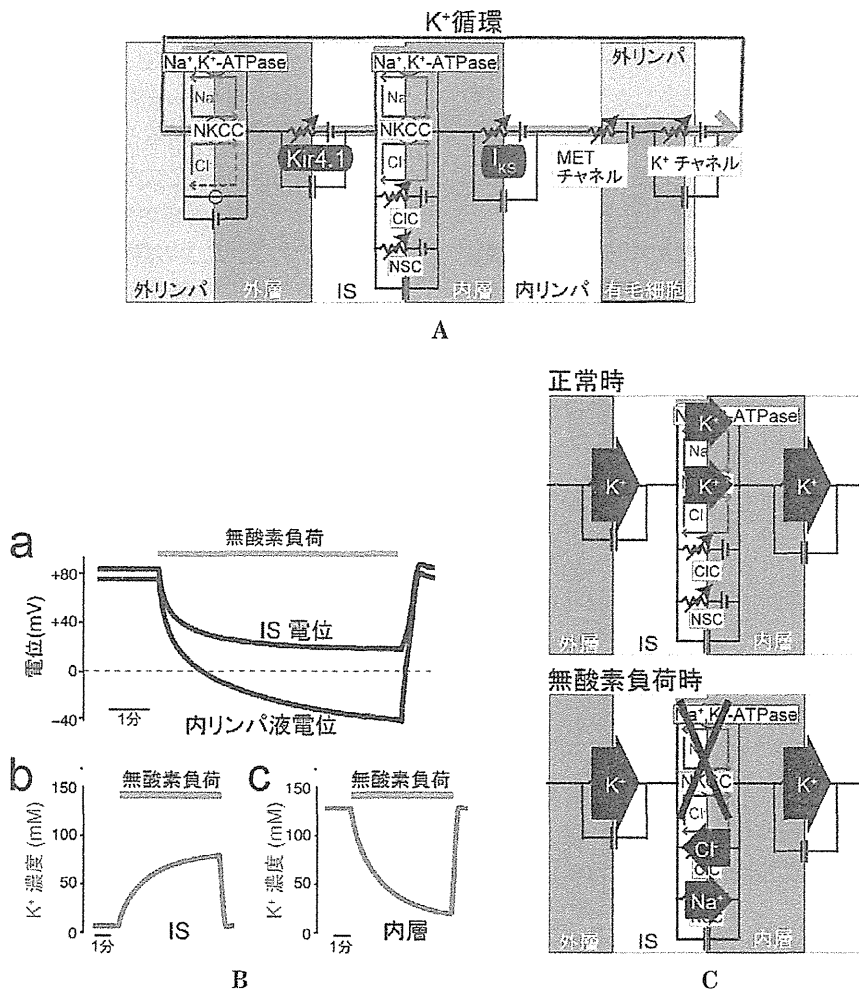 K⁺循環
外リンパ
Na⁺,K⁺-ATPase
Na⁺,K⁺-ATPase
Na
Na
NKCC
NKCC
Cl⁻
Cl⁻
Kir4.1
IKS
MET
チャネル
K⁺チャネル
ClC
NSC
外リンパ
外層
IS
内層
内リンパ
有毛細胞
A
a
無酸素負荷
電位(mV)
+80
+40
0
-40
IS 電位
内リンパ液電位
1分
b
無酸素負荷
K⁺ 濃度 (mM)
150
100
50
0
1分
IS
c
無酸素負荷
K⁺ 濃度 (mM)
150
100
50
0
1分
内層
B
正常時
-ATPase
K⁺
Na
K⁺
K⁺
K⁺
Cl
ClC
NSC
外層
IS
内層
無酸素負荷時
Na⁺,K⁺-ATPase
K⁺
K⁺
Cl⁻
Cl⁻
Na⁺
外層
IS
内層
C